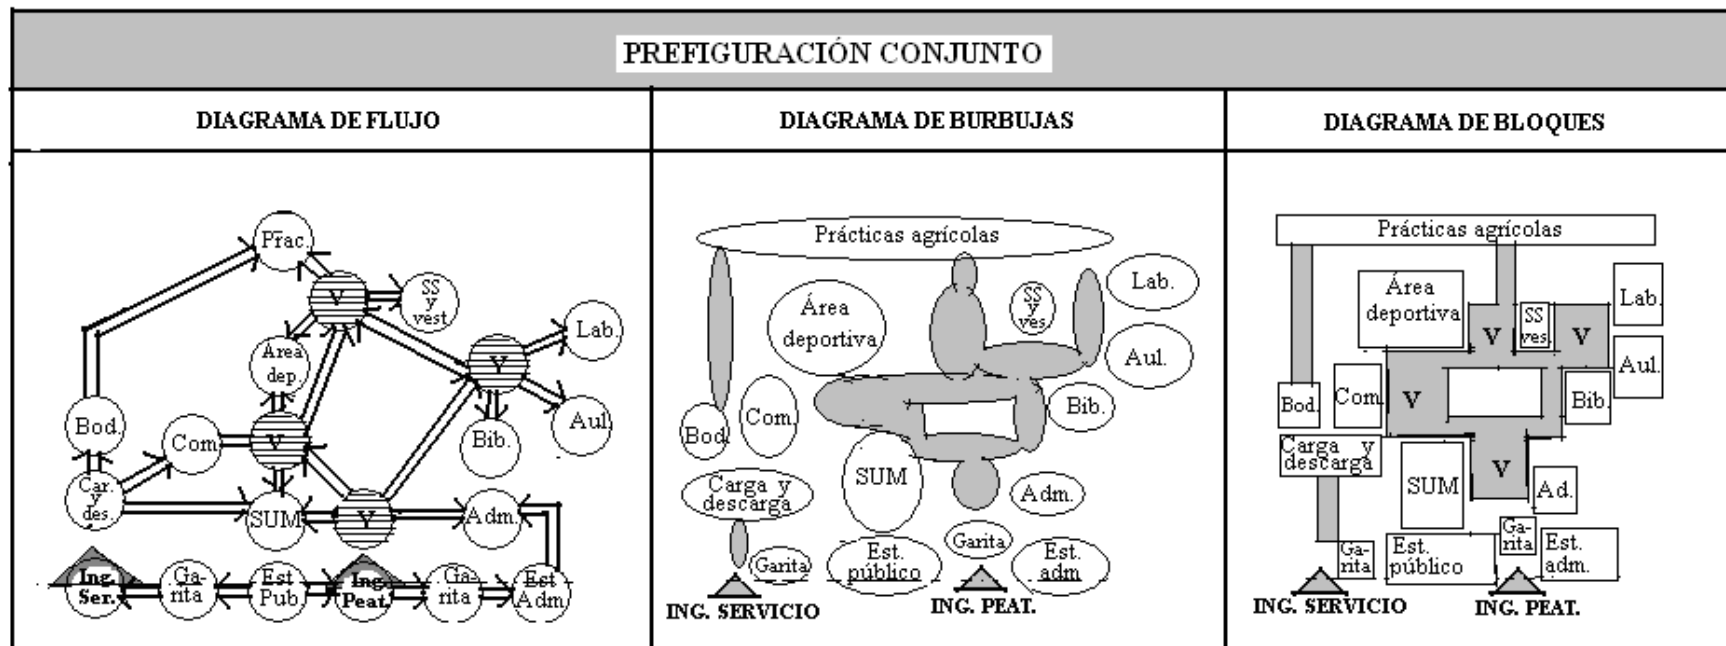 PREFIGURACIÓN CONJUNTO
DIAGRAMA DE FLUJO
DIAGRAMA DE BURBUJAS
DIAGRAMA DE BLOQUES
Prac.
V
SS
y
vest.
Lab.
Área
dep.
V
Bod.
Com
V
Bib.
Aul.
Car.
y
des.
SUM
V
Adm.
Ing.
Ser.
Ga-
rita
Est
Pub
Ing.
Peat.
Ga-
rita
Est
Adm
Prácticas agrícolas
Área
deportiva
SS
y
ves.
Lab.
Aul.
Bod.
Com.
Bib.
Carga y
descarga
SUM
Adm.
Garita
Est.
público
Garita
Est.
adm
ING. SERVICIO
ING. PEAT.
Prácticas agrícolas
Área
deportiva
V
SS
ves.
V
Lab.
Aul.
Bod.
Com.
V
Bib.
Carga y
descarga
SUM
V
Ad.
Ga-
rita
Est.
público
Ga-
rita
Est.
adm.
ING. SERVICIO
ING. PEAT.